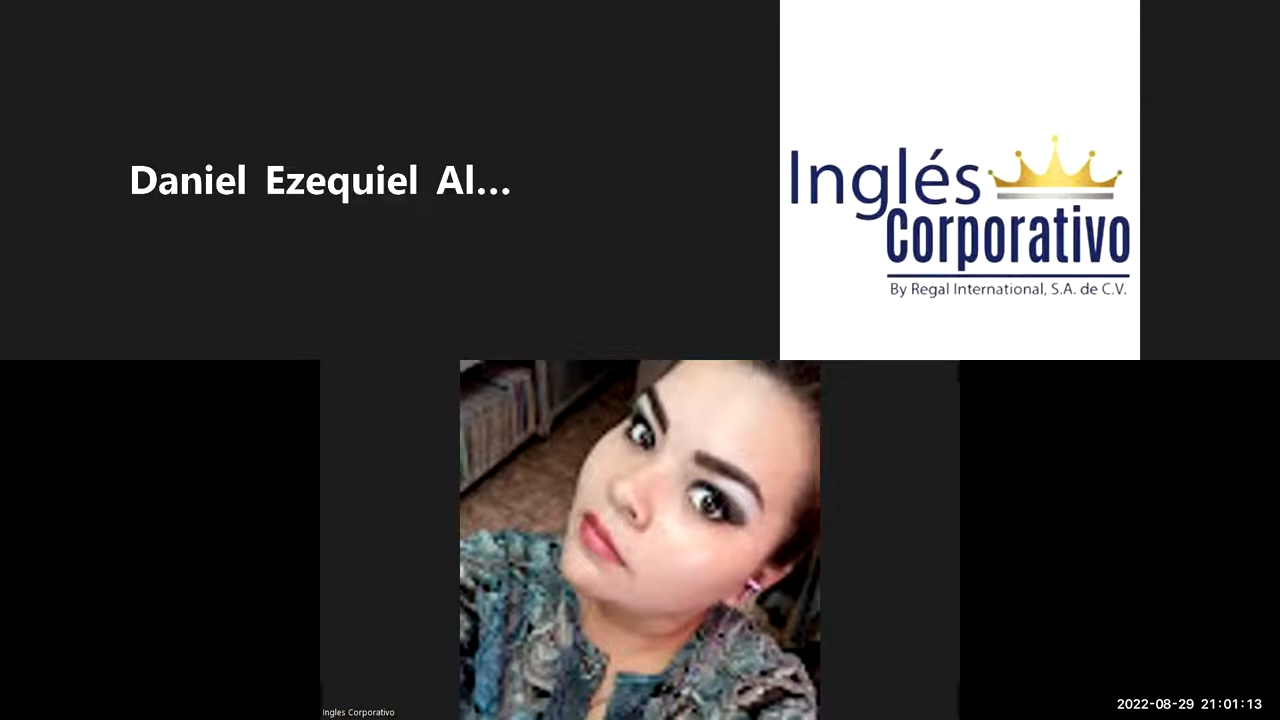 Daniel Ezequiel Al...
Inglés
Corporativo
By Regal International, S.A. de C.V.
Ingles Corporativo
2022-08-29 21:01:13